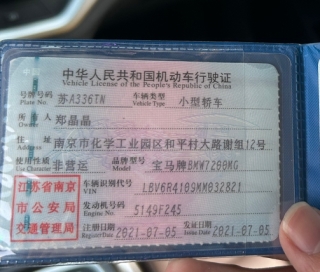 中华人民共和国机动车行驶证
Vehicle License of the People's Republic of China
号牌号码 苏A336TN 车辆类型 小型轿车
Plate No. Vehicle Type
所有人 郑晶晶
Owner
住址 南京市化学工业园区和平村大路谢组12号
Address
使用性质 非营运 品牌型号 宝马牌BMW7200MG
Use Character Model
江苏省南京
市公安局
交通管理局
车辆识别代号 LBV6R4109MM032821
VIN
发动机号码 S149F245
Engine No.
注册日期 2021-07-05 发证日期 2021-07-05
Register Date Issue Date